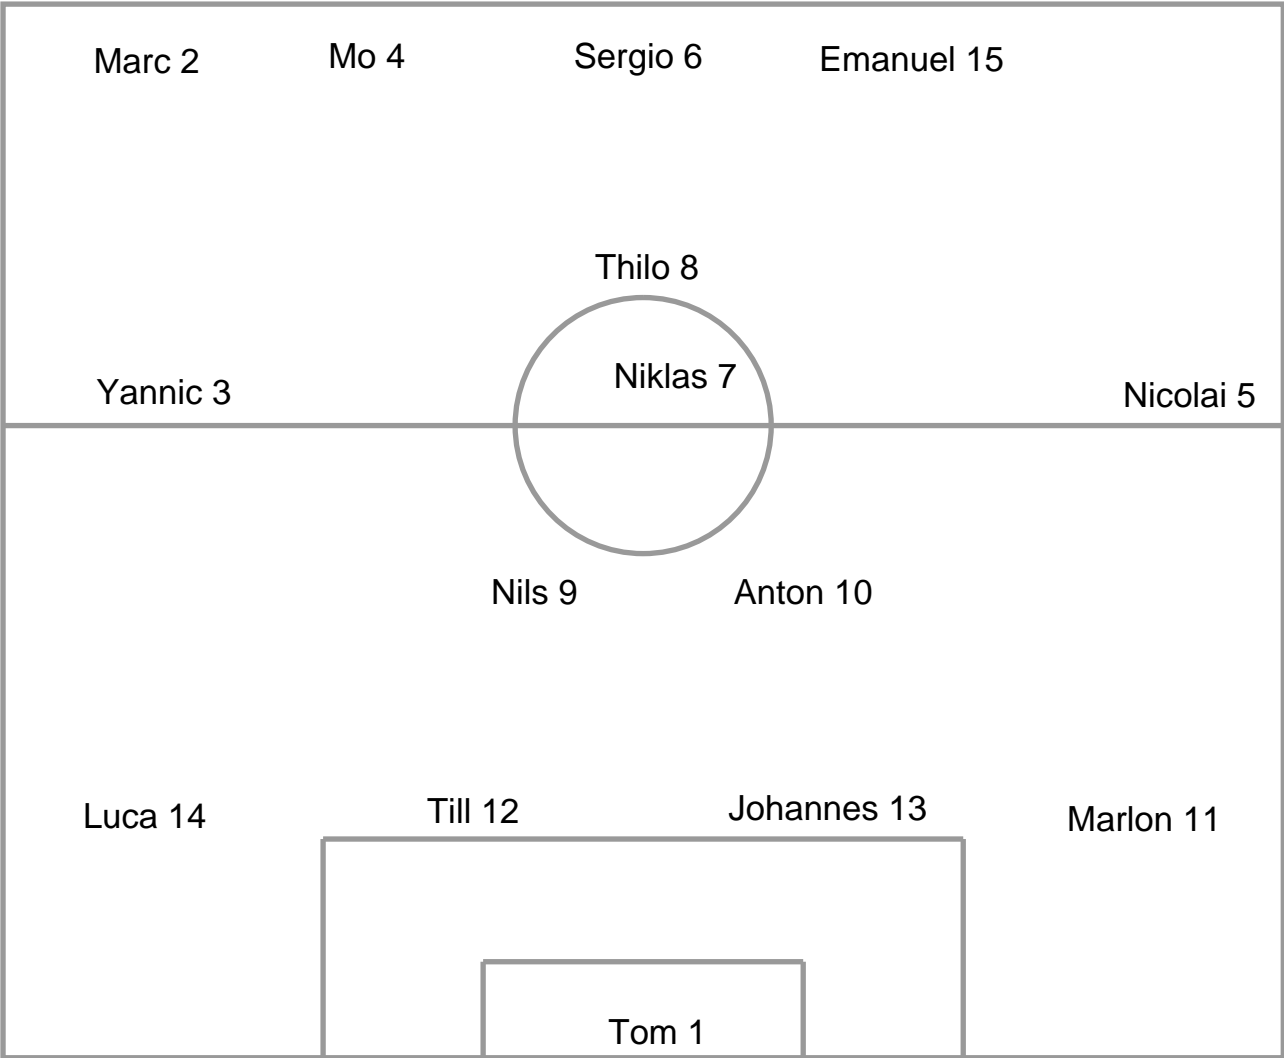 Marc 2
Mo 4
Sergio 6
Emanuel 15
Thilo 8
Niklas 7
Yannic 3
Nicolai 5
Nils 9
Anton 10
Luca 14
Till 12
Johannes 13
Marlon 11
Tom 1